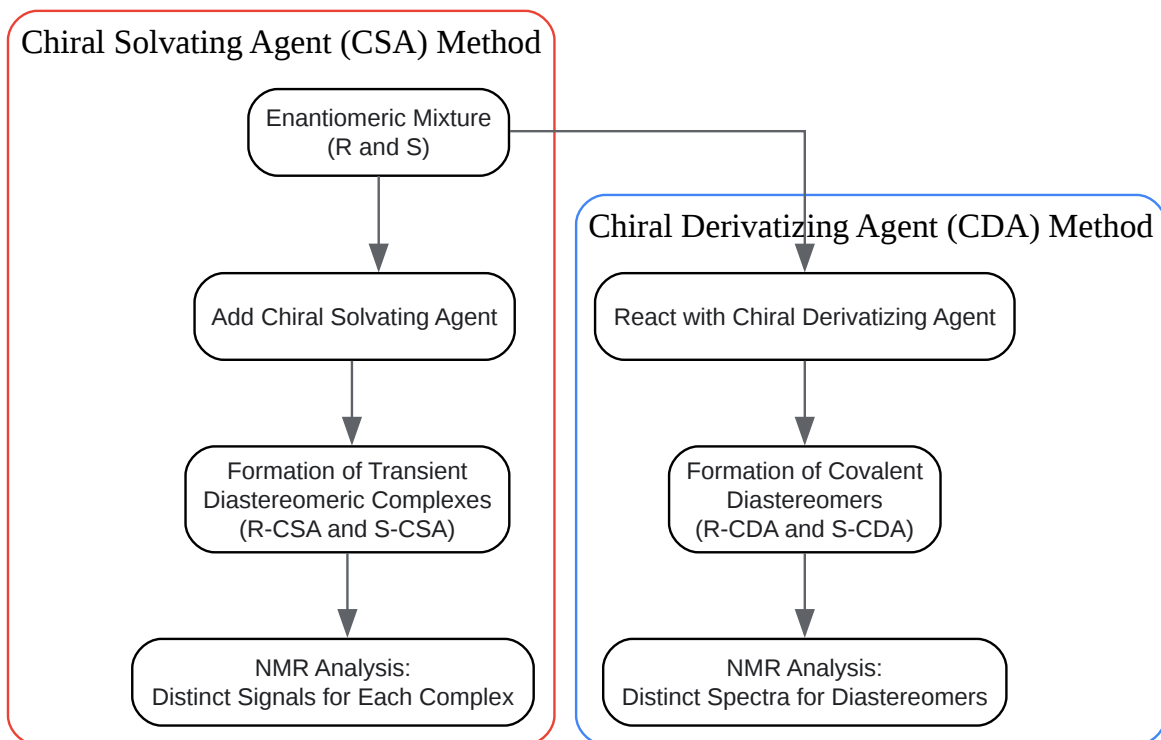 Chiral Solvating Agent (CSA) Method
Enantiomeric Mixture
(R and S)
Add Chiral Solvating Agent
Formation of Transient
Diastereomeric Complexes
(R-CSA and S-CSA)
NMR Analysis:
Distinct Signals for Each Complex
Chiral Derivatizing Agent (CDA) Method
React with Chiral Derivatizing Agent
Formation of Covalent
Diastereomers
(R-CDA and S-CDA)
NMR Analysis:
Distinct Spectra for Diastereomers